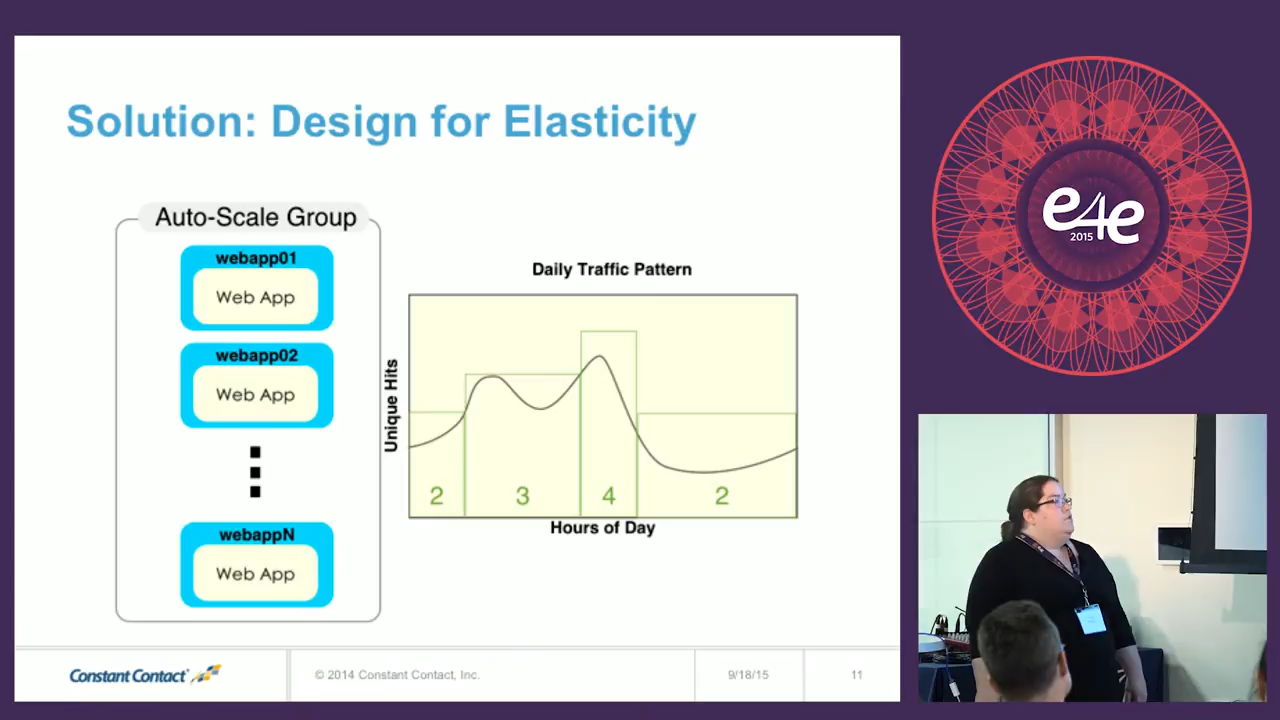 Solution: Design for Elasticity
Auto-Scale Group
webapp01
Web App
webapp02
Web App
webappN
Web App
Daily Traffic Pattern
Unique Hits
2
3
4
2
Hours of Day
Constant Contact
© 2014 Constant Contact, Inc.
9/18/15
11
e4e
2015